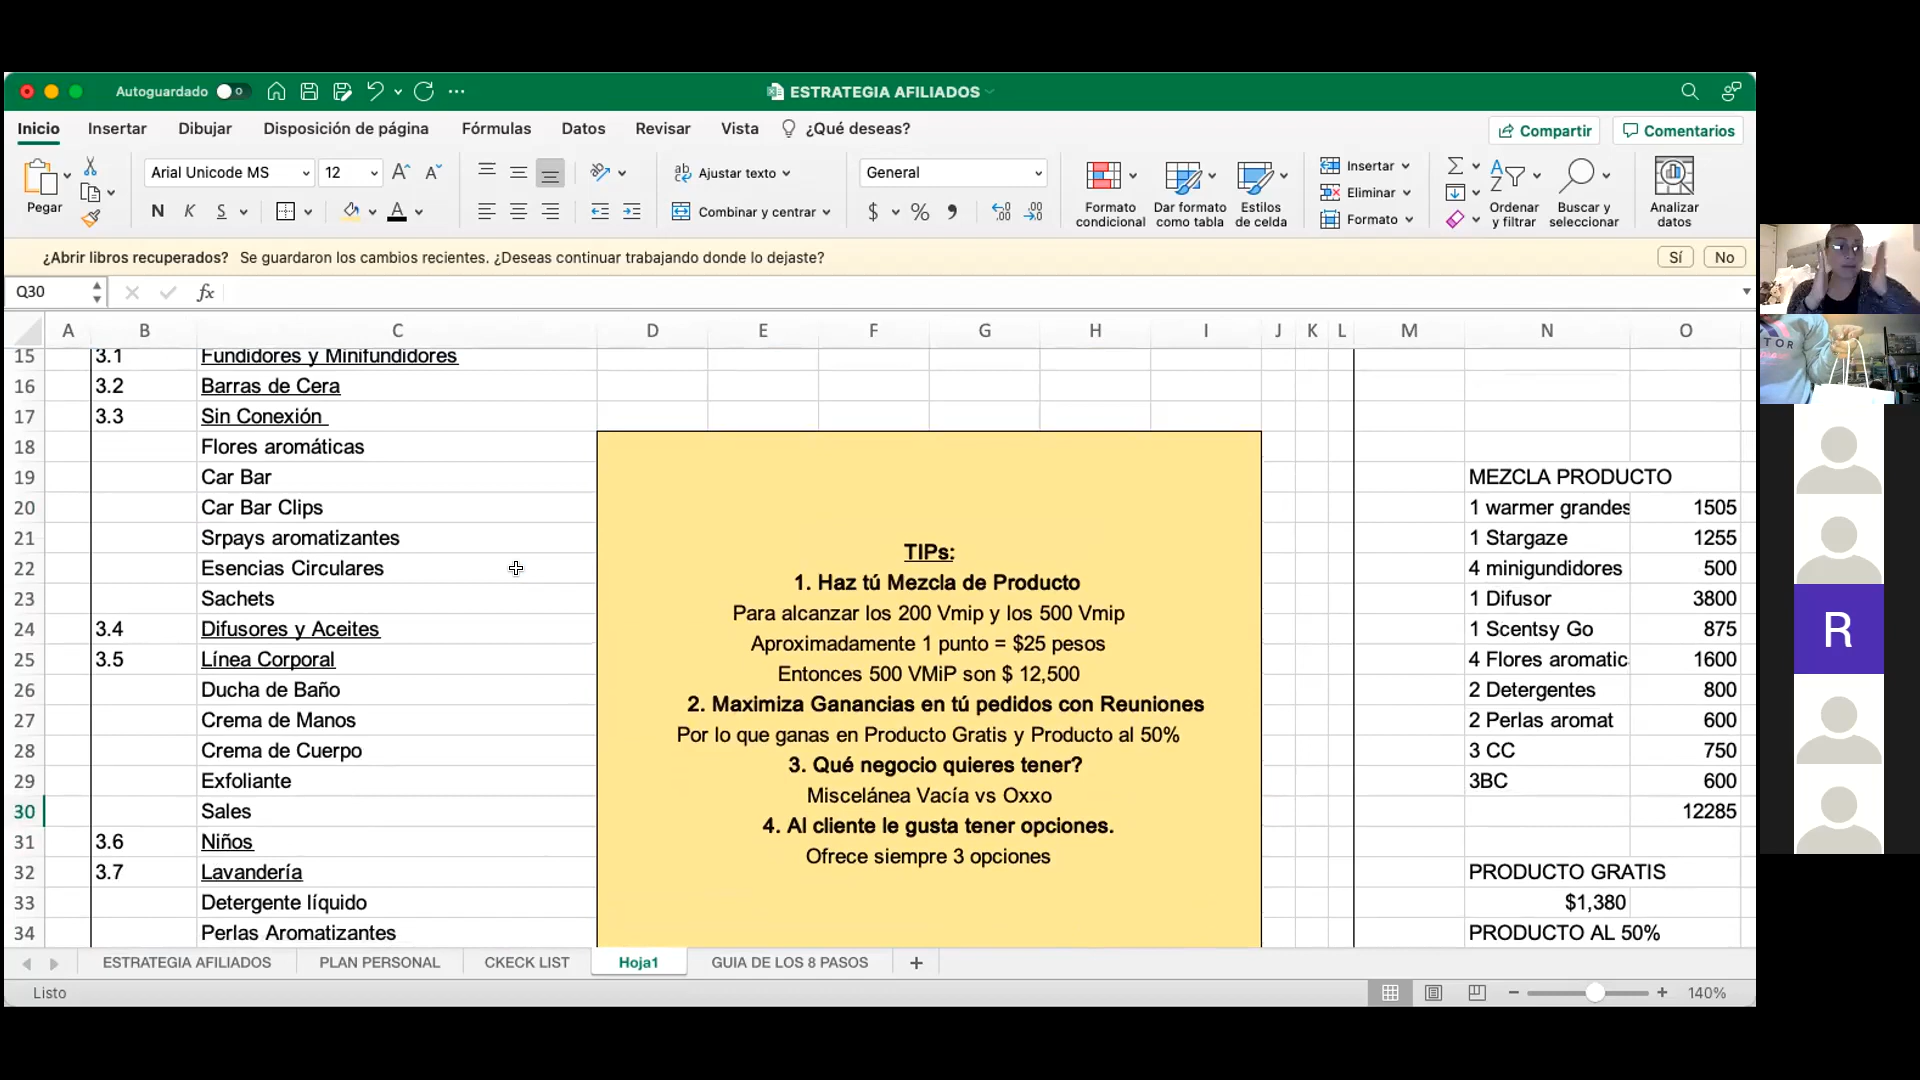 Autoguardado
ESTRATEGIA AFILIADOS
Inicio Insertar Dibujar Disposición de página Fórmulas Datos Revisar Vista ¿Qué deseas? Compartir Comentarios
Pegar
Arial Unicode MS 12
N K S
Ajustar texto
Combinar y centrar
General
$ %
Formato condicional
Dar formato como tabla
Estilos de celda
Insertar
Eliminar
Formato
Ordenar y filtrar
Buscar y seleccionar
Analizar datos
¿Abrir libros recuperados? Se guardaron los cambios recientes. ¿Deseas continuar trabajando donde lo dejaste? Sí No
Q30 fx
A B C D E F G H I J K L M N O
15 3.1 Fundidores y Minifundidores
16 3.2 Barras de Cera
17 3.3 Sin Conexión
18 Flores aromáticas
19 Car Bar
20 Car Bar Clips
21 Srpays aromatizantes
22 Esencias Circulares
23 Sachets
24 3.4 Difusores y Aceites
25 3.5 Línea Corporal
26 Ducha de Baño
27 Crema de Manos
28 Crema de Cuerpo
29 Exfoliante
30 Sales
31 3.6 Niños
32 3.7 Lavandería
33 Detergente líquido
34 Perlas Aromatizantes
TIPs:
1. Haz tú Mezcla de Producto
Para alcanzar los 200 Vmip y los 500 Vmip
Aproximadamente 1 punto = $25 pesos
Entonces 500 VMiP son $ 12,500
2. Maximiza Ganancias en tú pedidos con Reuniones
Por lo que ganas en Producto Gratis y Producto al 50%
3. Qué negocio quieres tener?
Miscelánea Vacía vs Oxxo
4. Al cliente le gusta tener opciones.
Ofrece siempre 3 opciones
MEZCLA PRODUCTO
1 warmer grandes 1505
1 Stargaze 1255
4 minigundidores 500
1 Difusor 3800
1 Scentsy Go 875
4 Flores aromatic 1600
2 Detergentes 800
2 Perlas aromat 600
3 CC 750
3BC 600
12285
PRODUCTO GRATIS
$1,380
PRODUCTO AL 50%
ESTRATEGIA AFILIADOS PLAN PERSONAL CKECK LIST Hoja1 GUIA DE LOS 8 PASOS +
Listo 140%
TOR
R